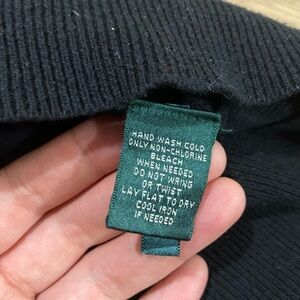 HAND WASH COLD
ONLY NON-CHLORINE
BLEACH
WHEN NEEDED
DO NOT WRING
OR TWIST
LAY FLAT TO DRY
COOL IRON
IF NEEDED